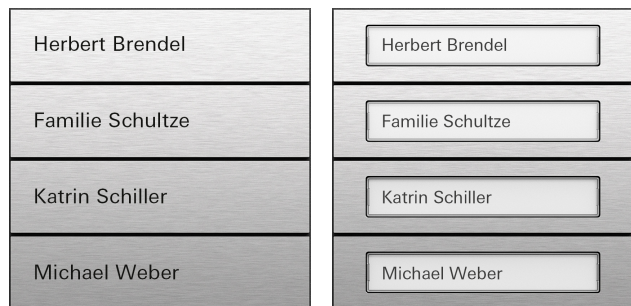 Herbert Brendel
Familie Schultze
Katrin Schiller
Michael Weber
Herbert Brendel
Familie Schultze
Katrin Schiller
Michael Weber